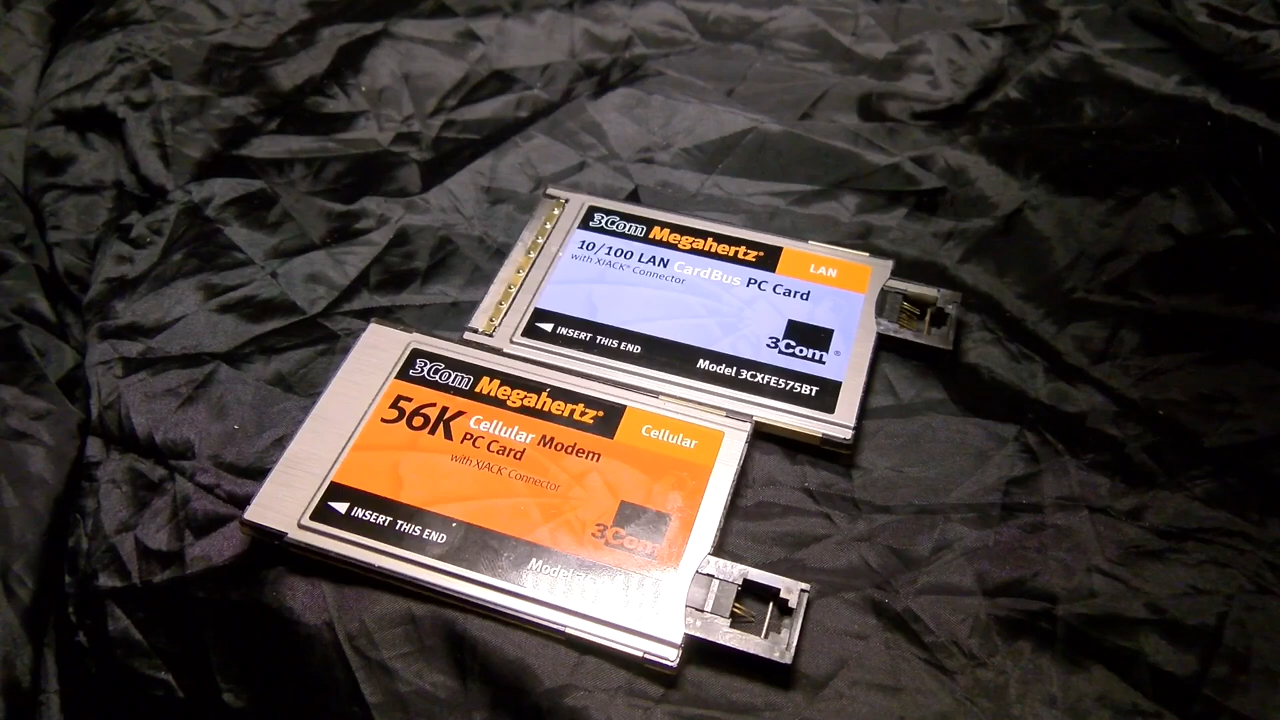 3Com Megahertz®
LAN
10/100 LAN CardBus PC Card
with XJACK® Connector
3Com®
INSERT THIS END
Model 3CXFE575BT
3Com Megahertz®
Cellular
56K Cellular Modem
PC Card
with XJACK® Connector
3Com
INSERT THIS END
Model